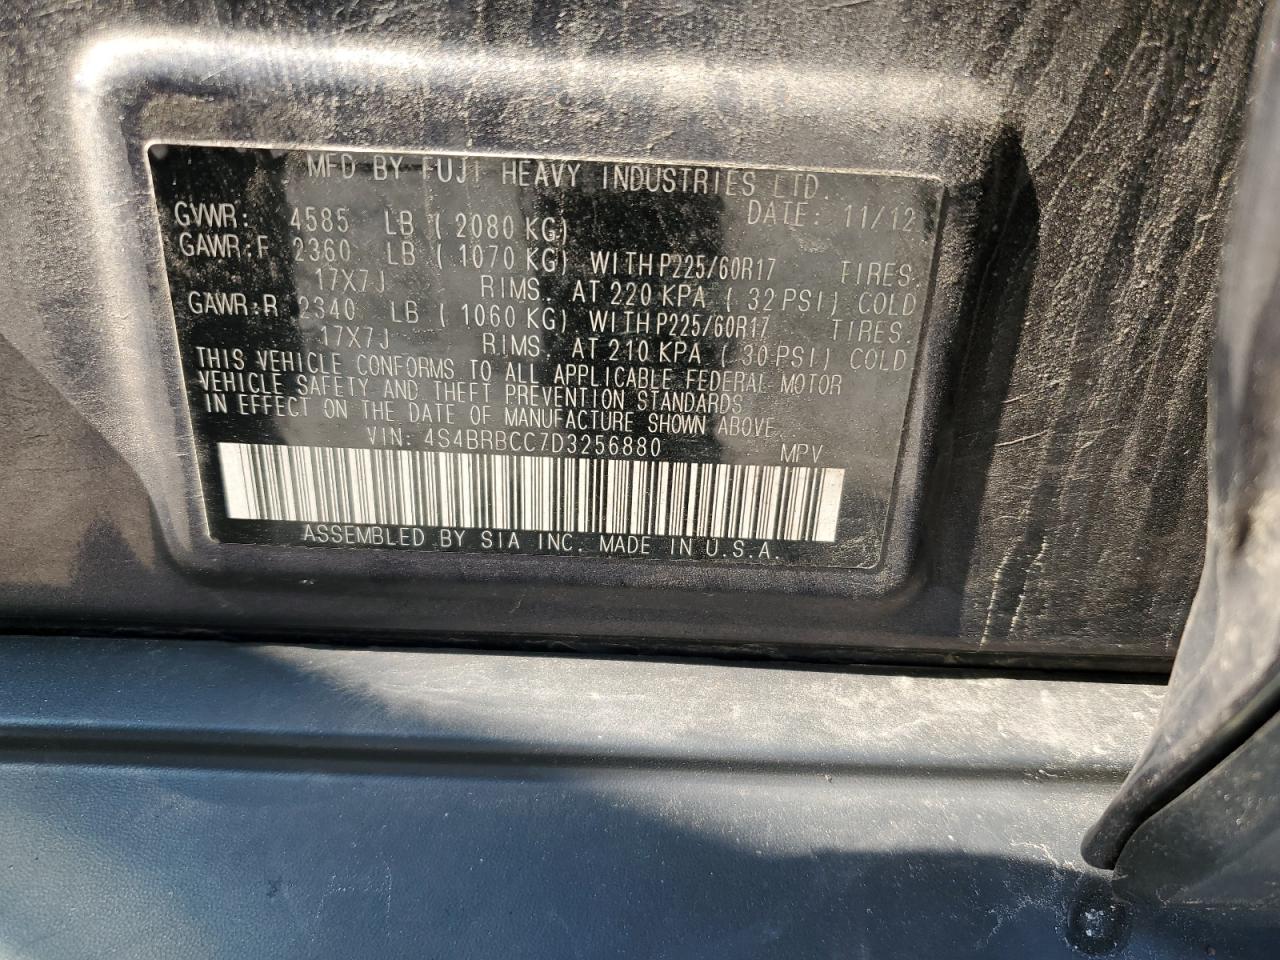 MFD BY FUJI HEAVY INDUSTRIES LTD.
DATE: 11/12
GVWR: 4585 LB ( 2080 KG)
GAWR:F 2360 LB ( 1070 KG) WITH P225/60R17 TIRES.
17X7J RIMS. AT 220 KPA ( 32 PSI) COLD
GAWR:R 2340 LB ( 1060 KG) WITH P225/60R17 TIRES.
17X7J RIMS. AT 210 KPA ( 30 PSI) COLD
THIS VEHICLE CONFORMS TO ALL APPLICABLE FEDERAL MOTOR
VEHICLE SAFETY AND THEFT PREVENTION STANDARDS
IN EFFECT ON THE DATE OF MANUFACTURE SHOWN ABOVE.
VIN: 4S4BRBCC7D3256880 MPV
ASSEMBLED BY SIA INC. MADE IN U.S.A.